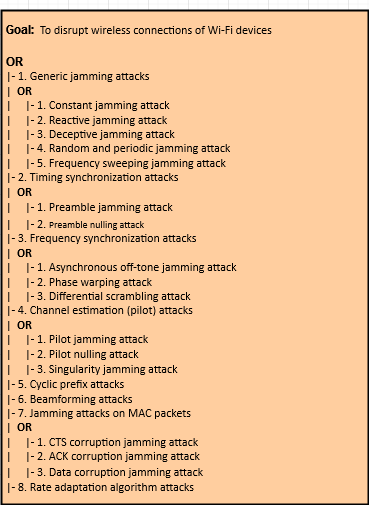 Goal: To disrupt wireless connections of Wi-Fi devices
OR
|- 1. Generic jamming attacks
| OR
| |- 1. Constant jamming attack
| |- 2. Reactive jamming attack
| |- 3. Deceptive jamming attack
| |- 4. Random and periodic jamming attack
| |- 5. Frequency sweeping jamming attack
|- 2. Timing synchronization attacks
| OR
| |- 1. Preamble jamming attack
| |- 2. Preamble nulling attack
|- 3. Frequency synchronization attacks
| OR
| |- 1. Asynchronous off-tone jamming attack
| |- 2. Phase warping attack
| |- 3. Differential scrambling attack
|- 4. Channel estimation (pilot) attacks
| OR
| |- 1. Pilot jamming attack
| |- 2. Pilot nulling attack
| |- 3. Singularity jamming attack
|- 5. Cyclic prefix attacks
|- 6. Beamforming attacks
|- 7. Jamming attacks on MAC packets
| OR
| |- 1. CTS corruption jamming attack
| |- 2. ACK corruption jamming attack
| |- 3. Data corruption jamming attack
|- 8. Rate adaptation algorithm attacks